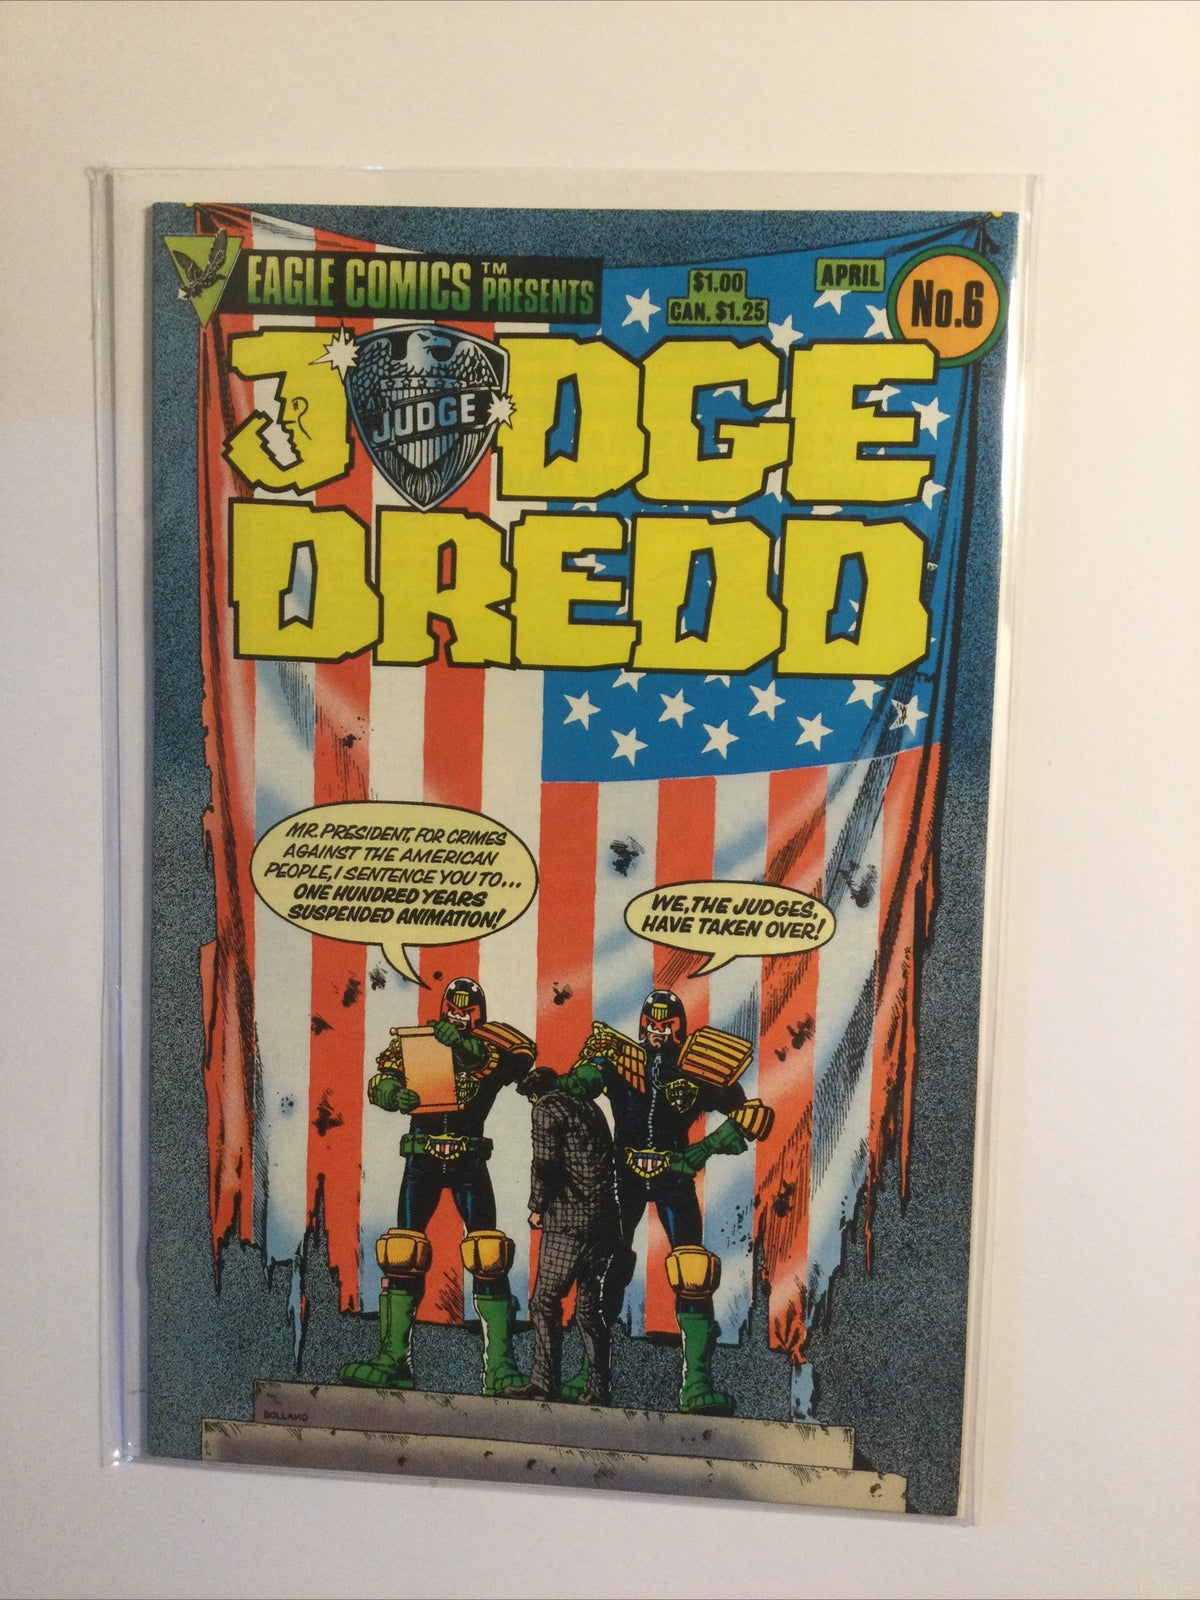 EAGLE COMICS™ PRESENTS
$1.00
CAN. $1.25
APRIL
No.6
JUDGE
JUDGE
DREDD
TM
MR. PRESIDENT, FOR CRIMES
AGAINST THE AMERICAN
PEOPLE, I SENTENCE YOU TO...
ONE HUNDRED YEARS
SUSPENDED ANIMATION!
WE, THE JUDGES,
HAVE TAKEN OVER!
BOLLAND